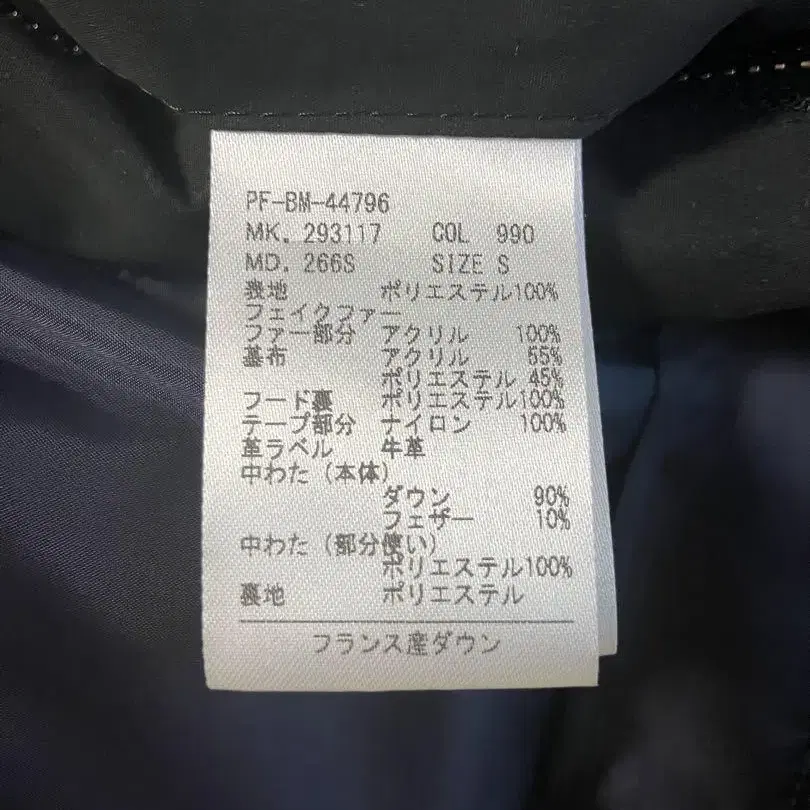 PF-BM-44796
MK. 293117 COL 990
MD. 266S SIZE S
表地 ポリエステル100%
フェイクファー
ファー部分 アクリル 100%
基布 アクリル 55%
ポリエステル 45%
フード裏 ポリエステル100%
テープ部分 ナイロン 100%
革ラベル 牛革
中わた（本体）
ダウン 90%
フェザー 10%
中わた（部分使い）
ポリエステル100%
裏地 ポリエステル
フランス産ダウン